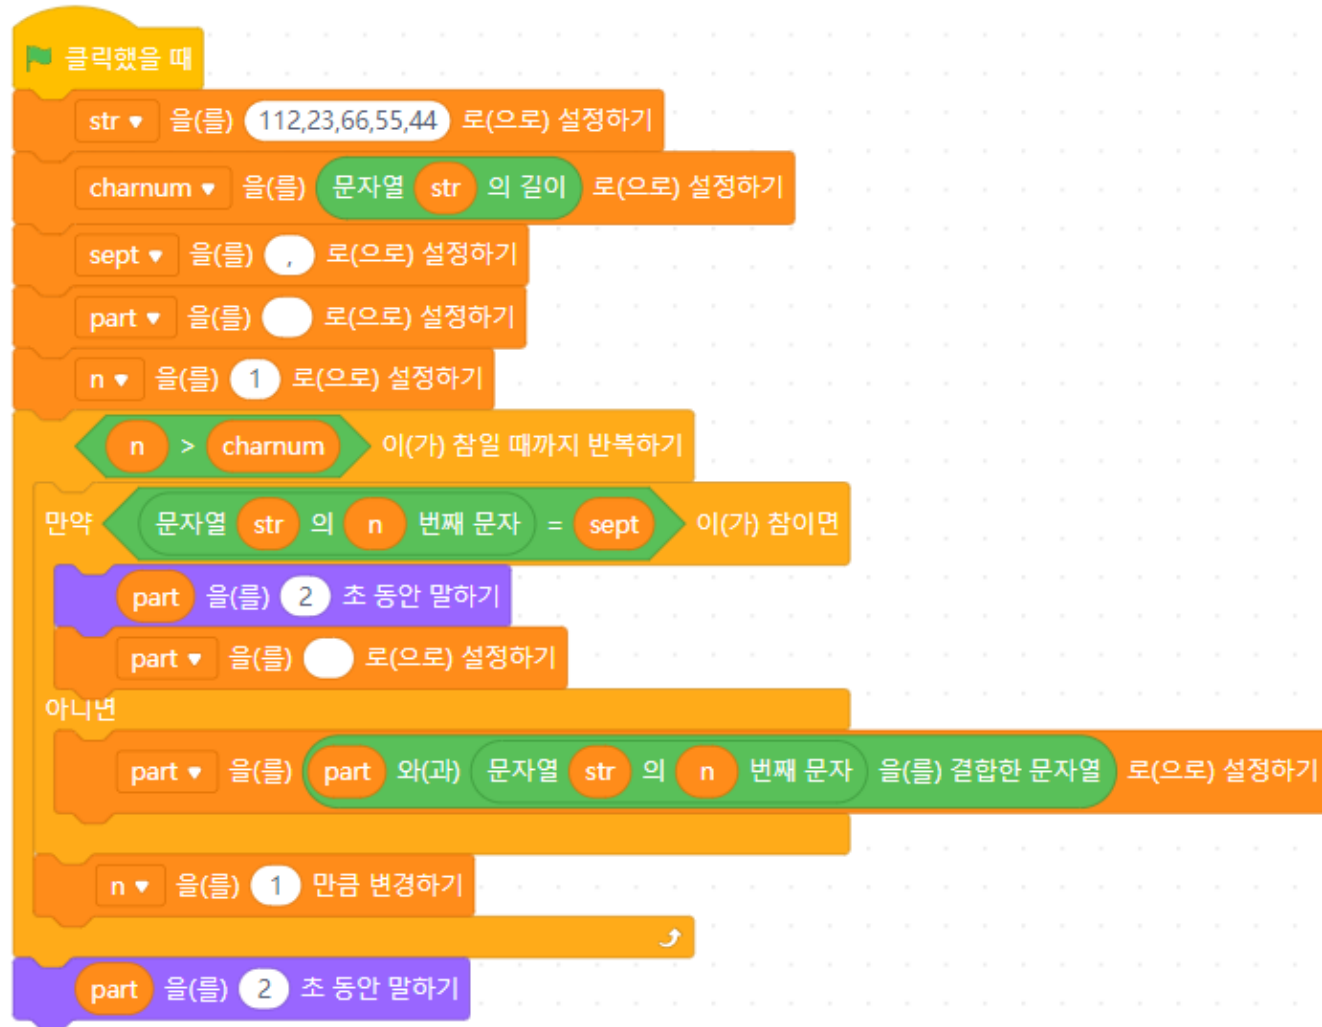 클릭했을 때
str 을(를) 112,23,66,55,44 로(으로) 설정하기
charnum 을(를) 문자열 str 의 길이 로(으로) 설정하기
sept 을(를) , 로(으로) 설정하기
part 을(를) 로(으로) 설정하기
n 을(를) 1 로(으로) 설정하기
n > charnum 이(가) 참일 때까지 반복하기
만약 문자열 str 의 n 번째 문자 = sept 이(가) 참이면
part 을(를) 2 초 동안 말하기
part 을(를) 로(으로) 설정하기
아니면
part 을(를) part 와(과) 문자열 str 의 n 번째 문자 을(를) 결합한 문자열 로(으로) 설정하기
n 을(를) 1 만큼 변경하기
part 을(를) 2 초 동안 말하기